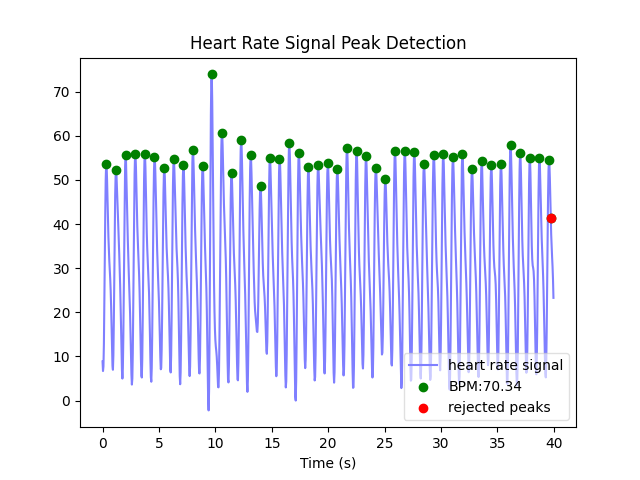 Heart Rate Signal Peak Detection
70
60
50
40
30
20
10
0
heart rate signal
BPM:70.34
rejected peaks
0 5 10 15 20 25 30 35 40
Time (s)